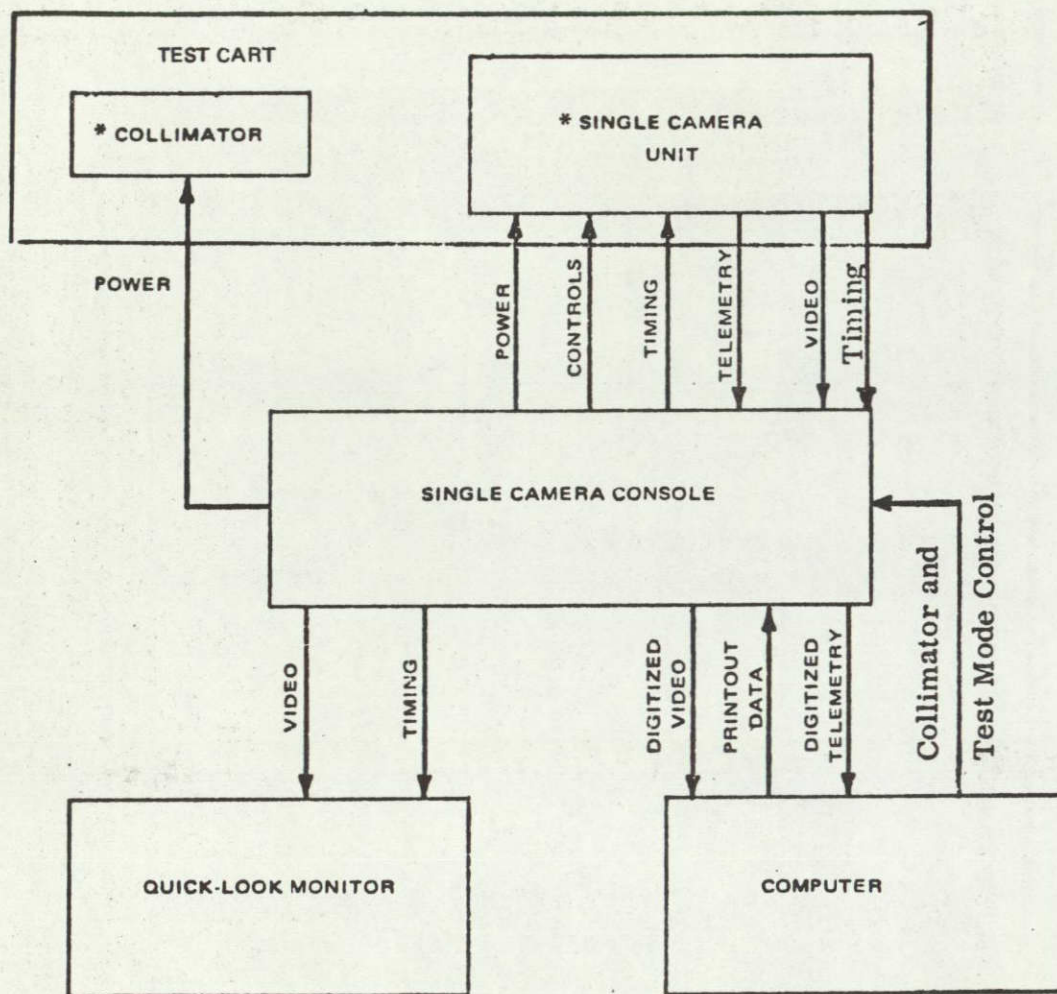 TEST CART
* COLLIMATOR
* SINGLE CAMERA
UNIT
POWER
POWER
CONTROLS
TIMING
TELEMETRY
VIDEO
Timing
SINGLE CAMERA CONSOLE
VIDEO
TIMING
DIGITIZED
VIDEO
PRINTOUT
DATA
DIGITIZED
TELEMETRY
Collimator and
Test Mode Control
QUICK-LOOK MONITOR
COMPUTER